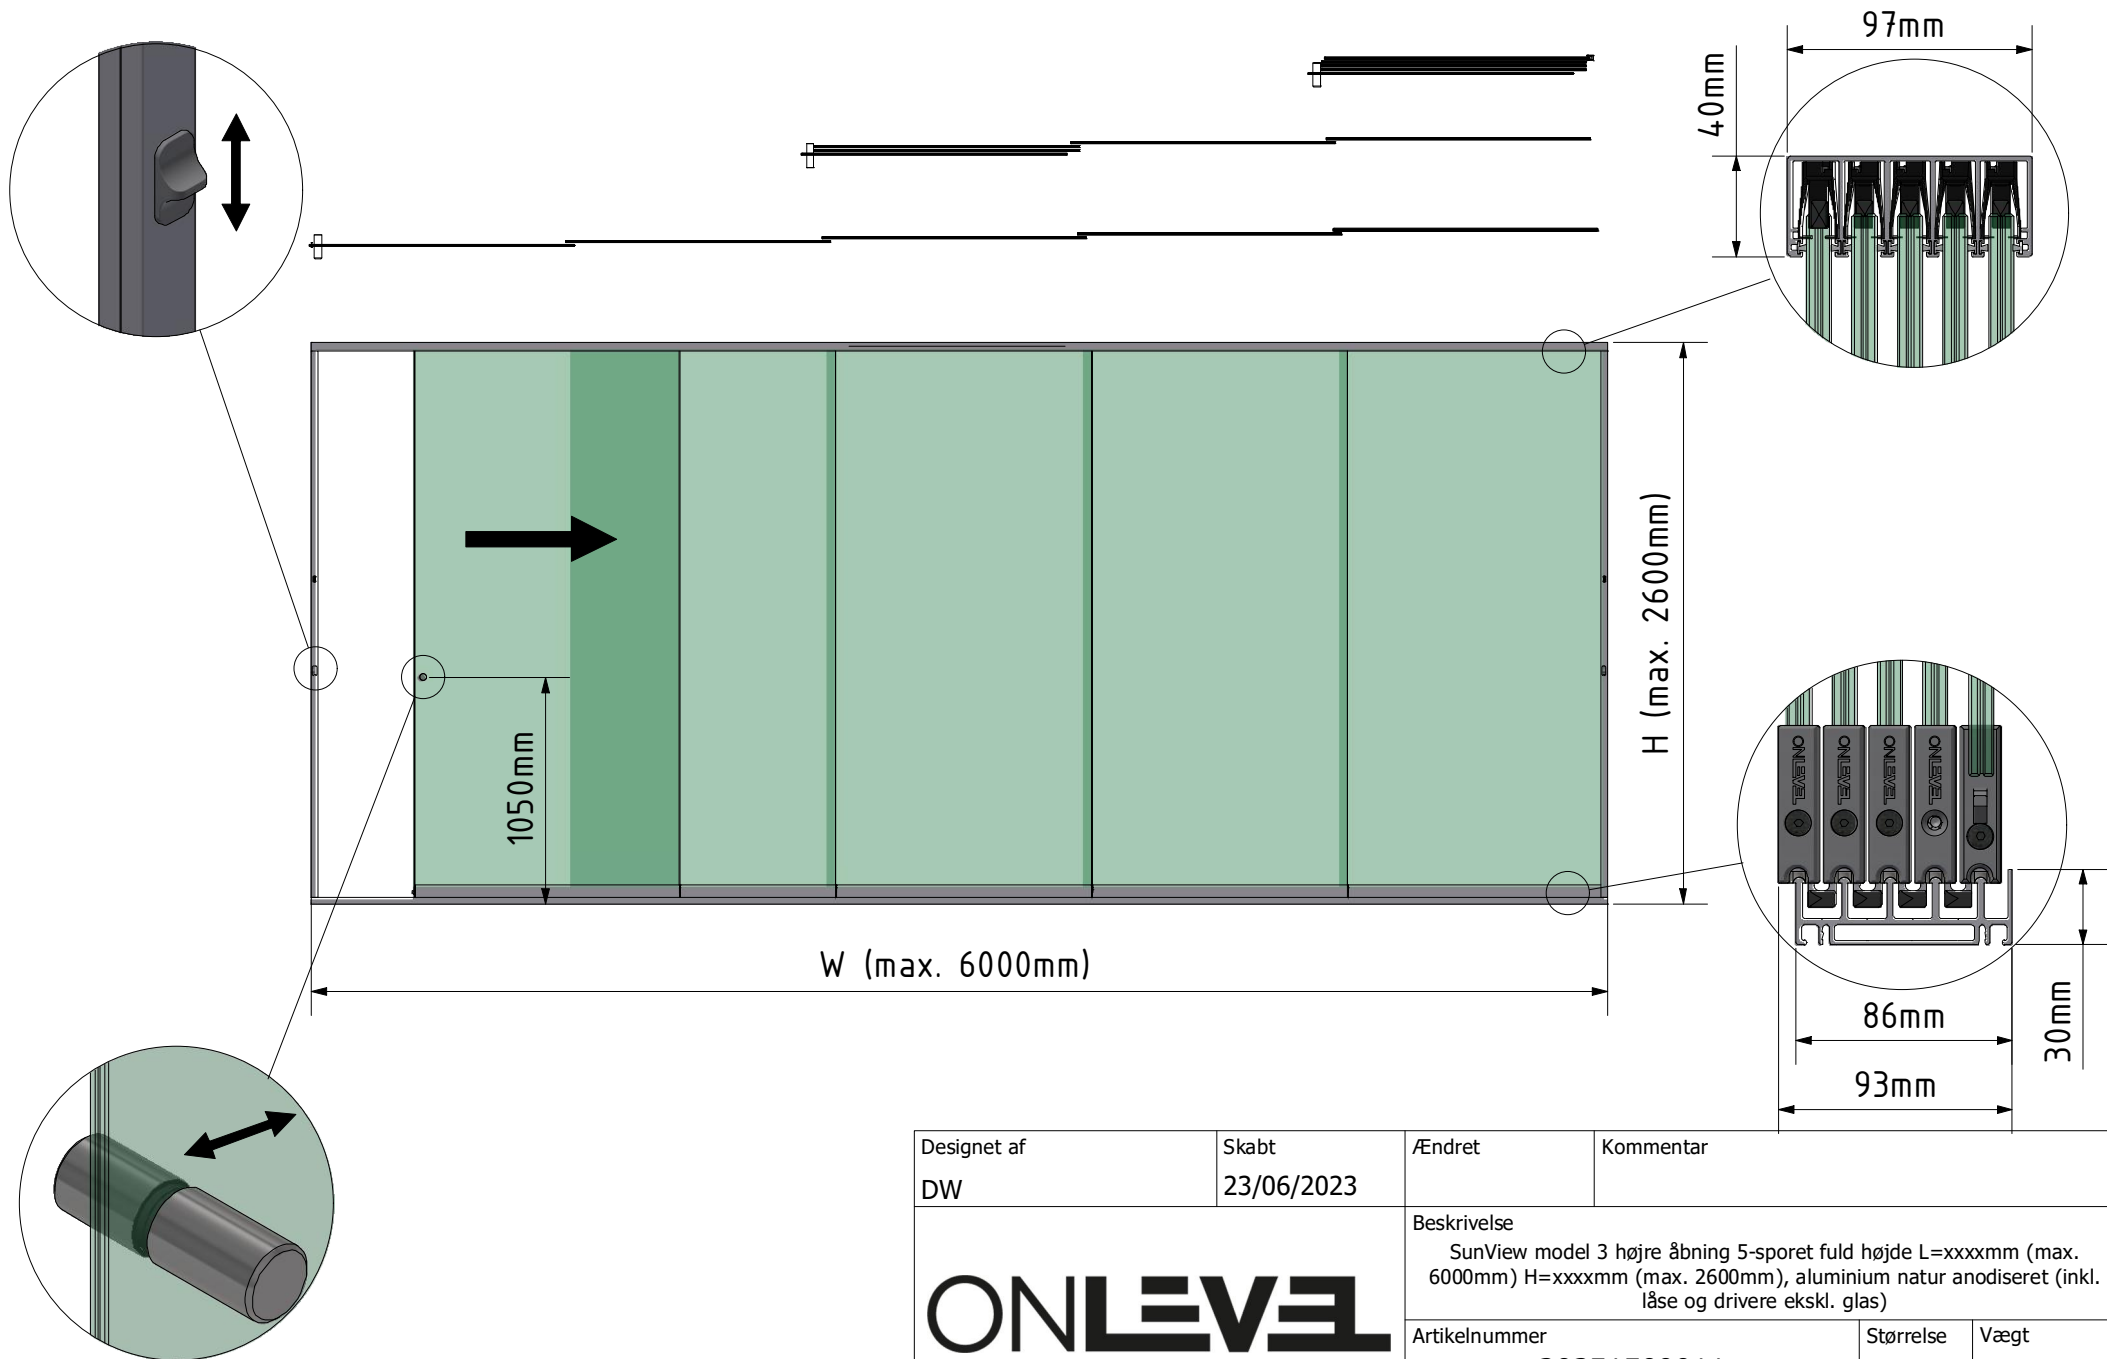 97mm
40mm
H (max. 2600mm)
1050mm
W (max. 6000mm)
ONLEVEL
ONLEVEL
ONLEVEL
ONLEVEL
86mm
30mm
93mm
Designet af
DW
Skabt
23/06/2023
Ændret
Kommentar
Beskrivelse
SunView model 3 højre åbning 5-sporet fuld højde L=xxxxmm (max.
6000mm) H=xxxxmm (max. 2600mm), aluminium natur anodiseret (inkl.
låse og drivere ekskl. glas)
ONLEVEL
Artikelnummer
Størrelse
Vægt